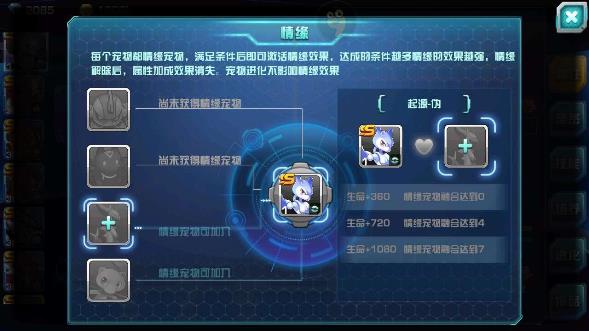 2085
69
情缘
每个宠物都有情缘宠物，满足条件后即可激活情缘效果，达成的条件越多情缘的效果越强，情缘
解除后，属性加成效果消失。宠物进化不影响情缘效果
尚未获得情缘宠物
尚未获得情缘宠物
情缘宠物可加入
情缘宠物可加入
起源-伪
S
1
S
1
生命+360 情缘宠物融合达到0
生命+720 情缘宠物融合达到4
生命+1080 情缘宠物融合达到7